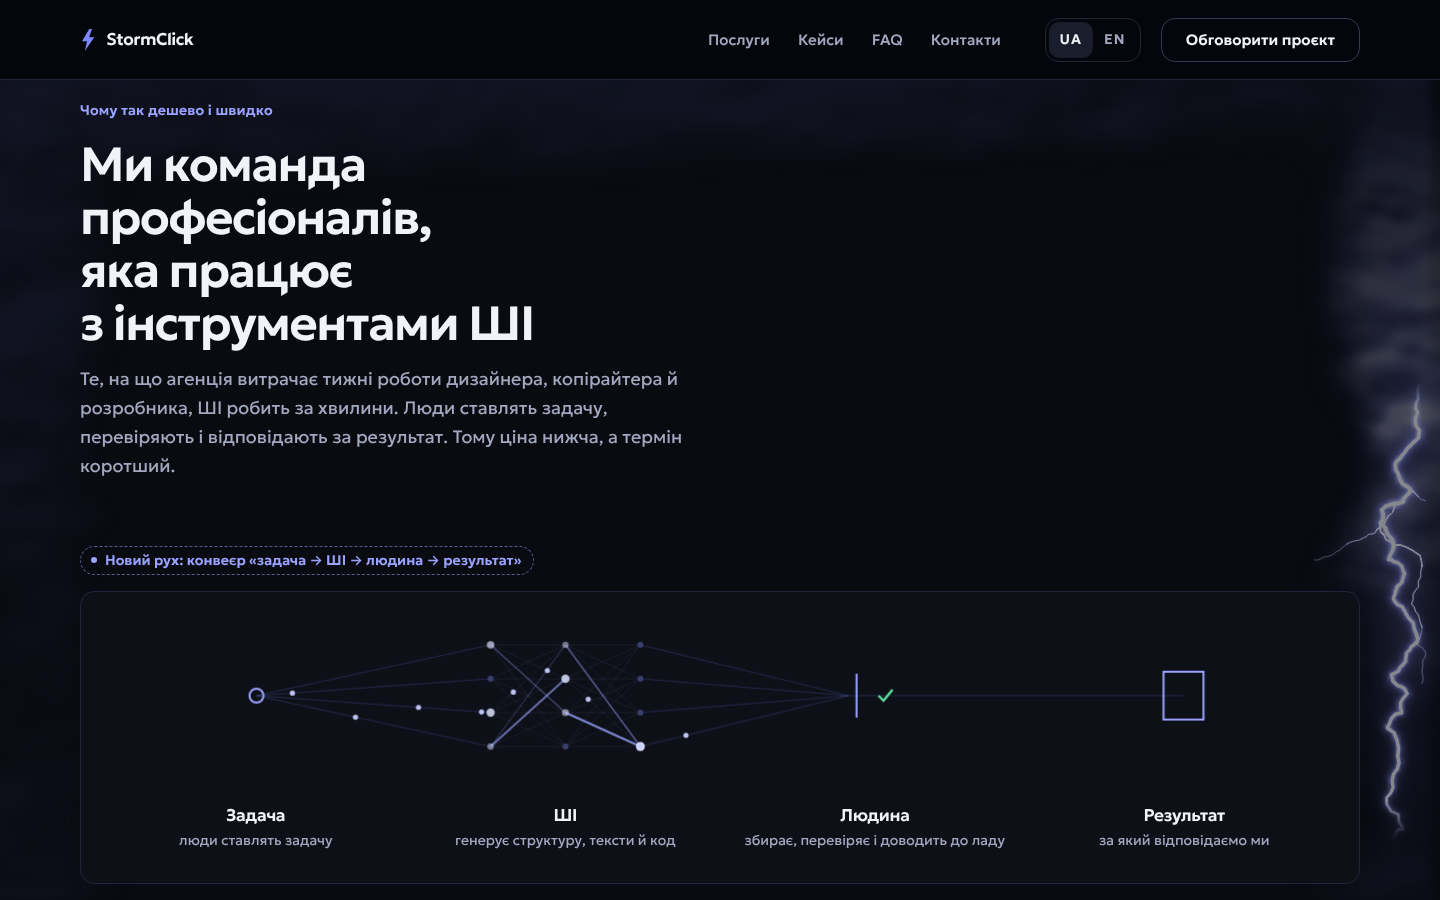 StormClick
Послуги
Кейси
FAQ
Контакти
UA
EN
Обговорити проєкт
Чому так дешево і швидко
Ми команда
професіоналів,
яка працює
з інструментами ШІ
Те, на що агенція витрачає тижні роботи дизайнера, копірайтера й
розробника, ШІ робить за хвилини. Люди ставлять задачу,
перевіряють і відповідають за результат. Тому ціна нижча, а термін
коротший.
Новий рух: конвеєр «задача → ШІ → людина → результат»
Задача
люди ставлять задачу
ШІ
генерує структуру, тексти й код
Людина
збирає, перевіряє і доводить до ладу
Результат
за який відповідаємо ми